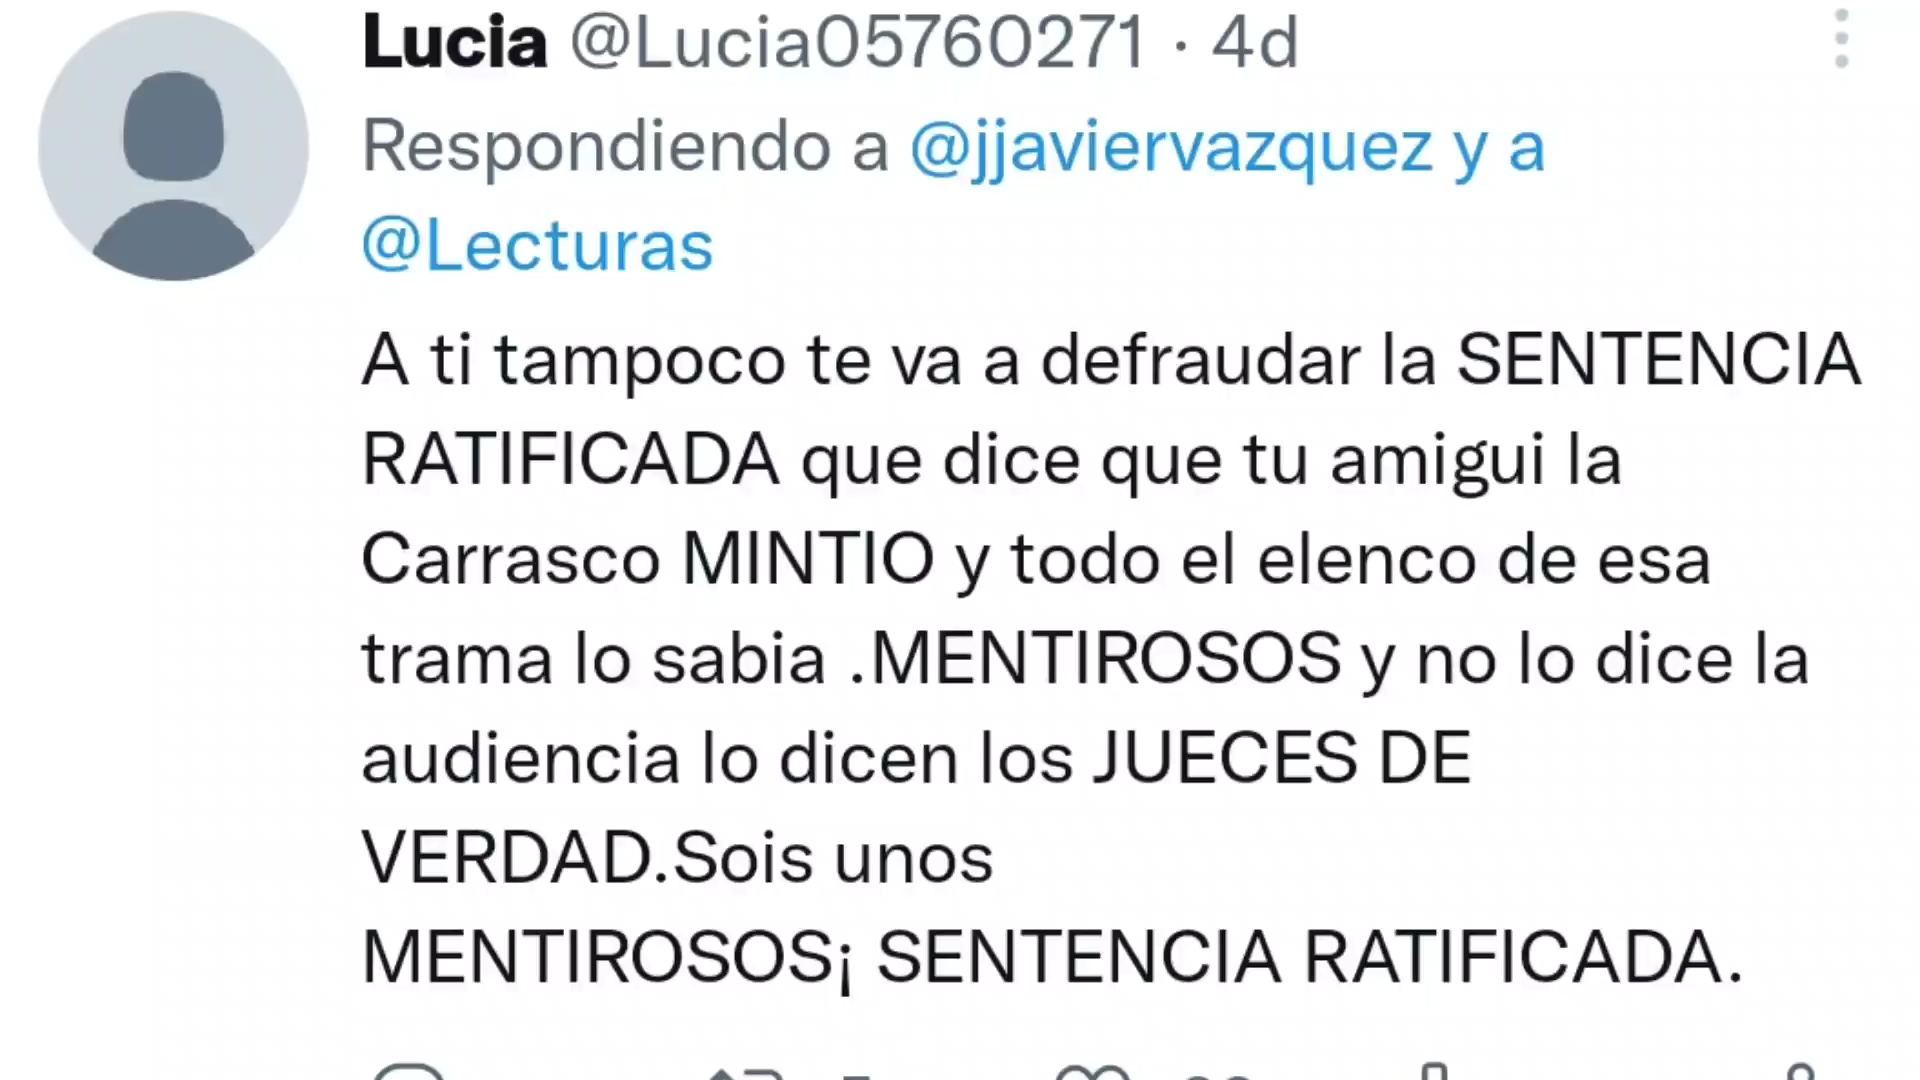 Lucia @Lucia05760271 · 4d
Respondiendo a @jjaviervazquez y a
@Lecturas
A ti tampoco te va a defraudar la SENTENCIA
RATIFICADA que dice que tu amigui la
Carrasco MINTIO y todo el elenco de esa
trama lo sabia .MENTIROSOS y no lo dice la
audiencia lo dicen los JUECES DE
VERDAD.Sois unos
MENTIROSOS¡ SENTENCIA RATIFICADA.